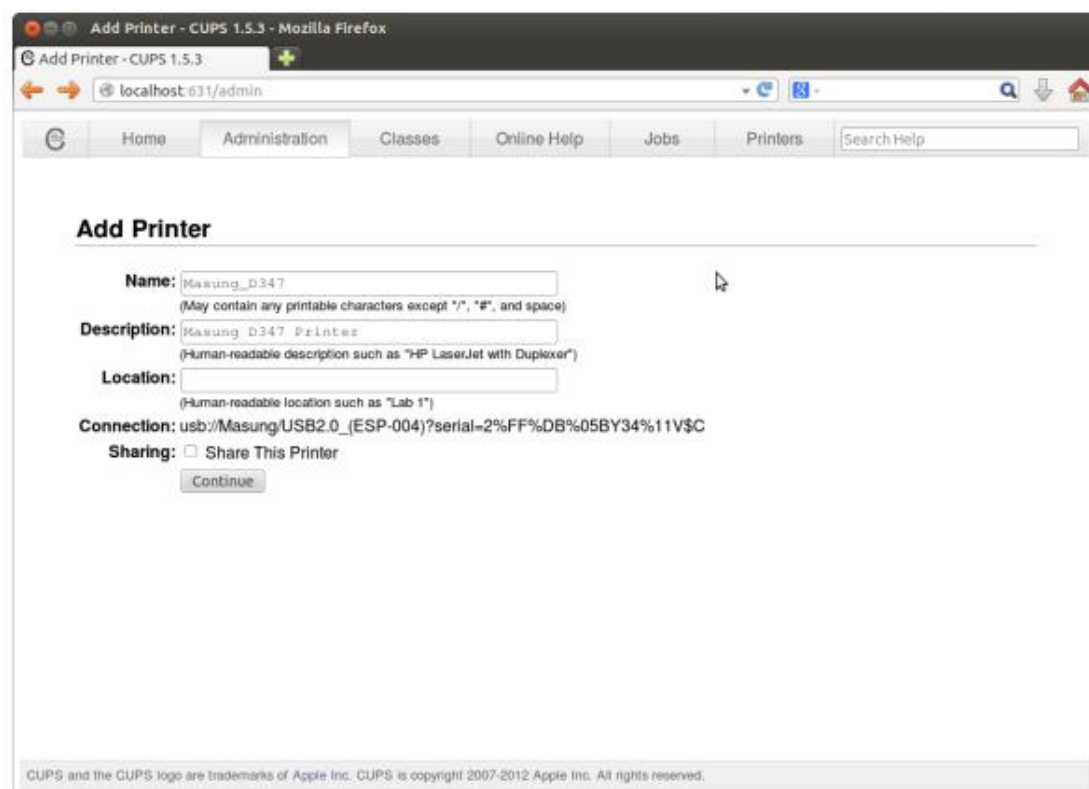 Add Printer - CUPS 1.5.3 - Mozilla Firefox
Add Printer - CUPS 1.5.3
localhost:631/admin
Home Administration Classes Online Help Jobs Printers Search Help
Add Printer
Name: Masung_D347
(May contain any printable characters except "/", "#", and space)
Description: Masung D347 Printer
(Human-readable description such as "HP LaserJet with Duplexer")
Location:
(Human-readable location such as "Lab 1")
Connection: usb://Masung/USB2.0_(ESP-004)?serial=2%FF%DB%05BY34%11V$C
Sharing: Share This Printer
Continue
CUPS and the CUPS logo are trademarks of Apple Inc. CUPS is copyright 2007-2012 Apple Inc. All rights reserved.